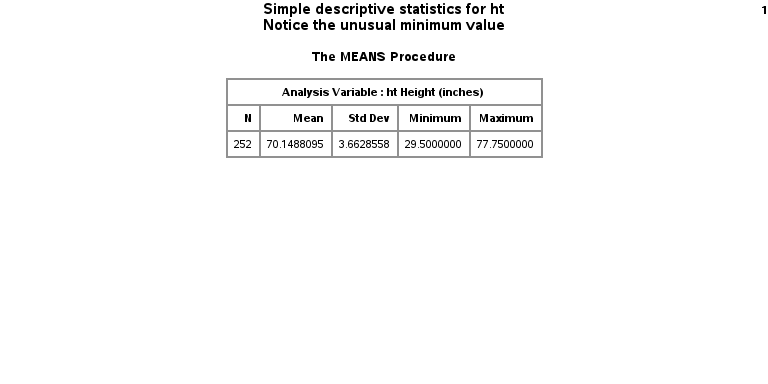 Simple descriptive statistics for ht 1
Notice the unusual minimum value
The MEANS Procedure
Analysis Variable : ht Height (inches)
N Mean Std Dev Minimum Maximum
252 70.1488095 3.6628558 29.5000000 77.7500000